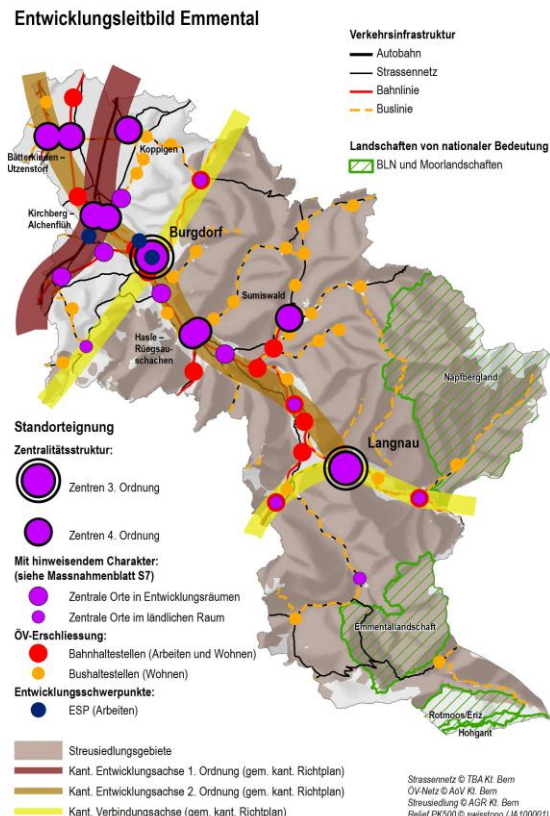 Entwicklungsleitbild Emmental
Verkehrsinfrastruktur
Autobahn
Strassennetz
Bahnlinie
Buslinie
Landschaften von nationaler Bedeutung
BLN und Moorlandschaften
Koppigen
Bätterkinden –
Utzenstorf
Kirchberg –
Alchenflüh
Burgdorf
Sumiswald
Hasle –
Rüegsau-
schachen
Napfbergland
Langnau
Emmentallandschaft
Rotmoos/Eriz
Hohgant
Standorteignung
Zentralitätsstruktur:
Zentren 3. Ordnung
Zentren 4. Ordnung
Mit hinweisendem Charakter:
(siehe Massnahmenblatt S7)
Zentrale Orte in Entwicklungsräumen
Zentrale Orte im ländlichen Raum
ÖV-Erschliessung:
Bahnhaltestellen (Arbeiten und Wohnen)
Bushaltestellen (Wohnen)
Entwicklungsschwerpunkte:
ESP (Arbeiten)
Streusiedlungsgebiete
Kant. Entwicklungsachse 1. Ordnung (gem. kant. Richtplan)
Kant. Entwicklungsachse 2. Ordnung (gem. kant. Richtplan)
Kant. Verbindungsachse (gem. kant. Richtplan)
Strassennetz © TBA Kt. Bern
ÖV-Netz © AöV Kt. Bern
Streusiedlung © AGR Kt. Bern
Relief PK500 © swisstopo (JA100001)